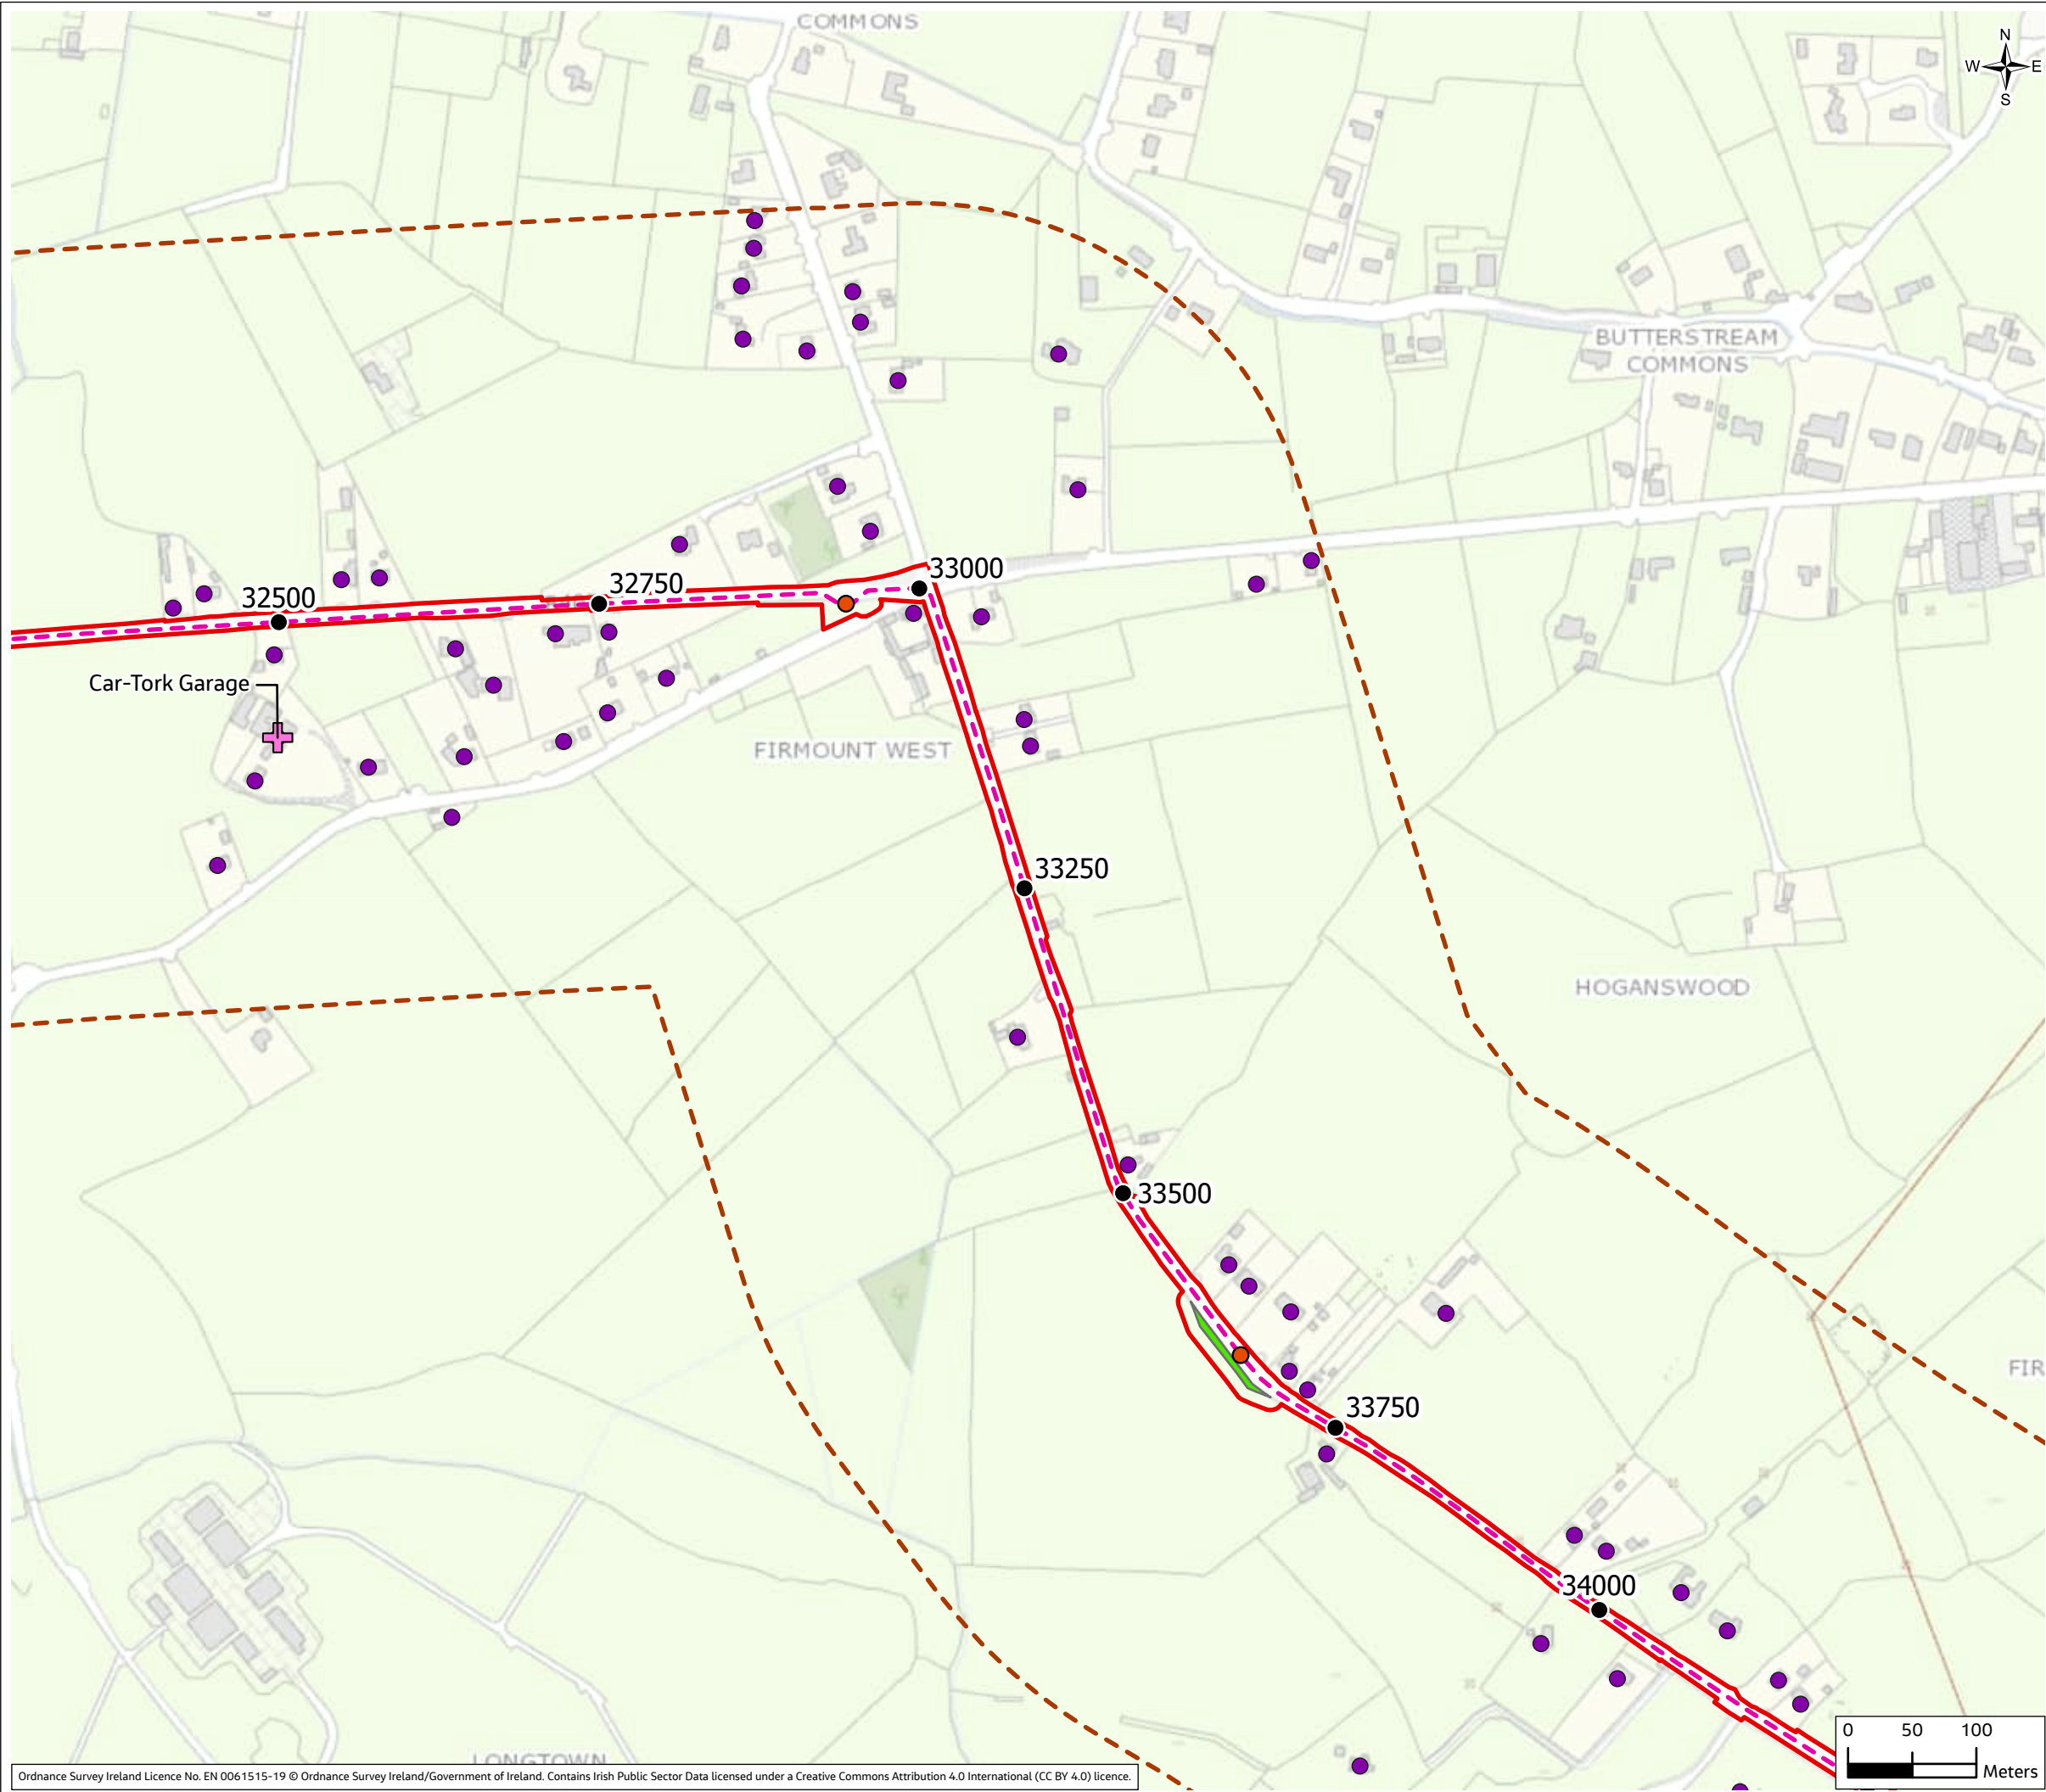 COMMONS
N
W E
S
BUTTERSTREAM
COMMONS
33000
32750
32500
Car-Tork Garage
FIRMOUNT WEST
33250
HOGANSWOOD
33500
FIR
33750
34000
LONGTOWN
0 50 100
Meters
Ordnance Survey Ireland Licence No. EN 0061515-19 © Ordnance Survey Ireland/Government of Ireland. Contains Irish Public Sector Data licensed under a Creative Commons Attribution 4.0 International (CC BY 4.0) licence.